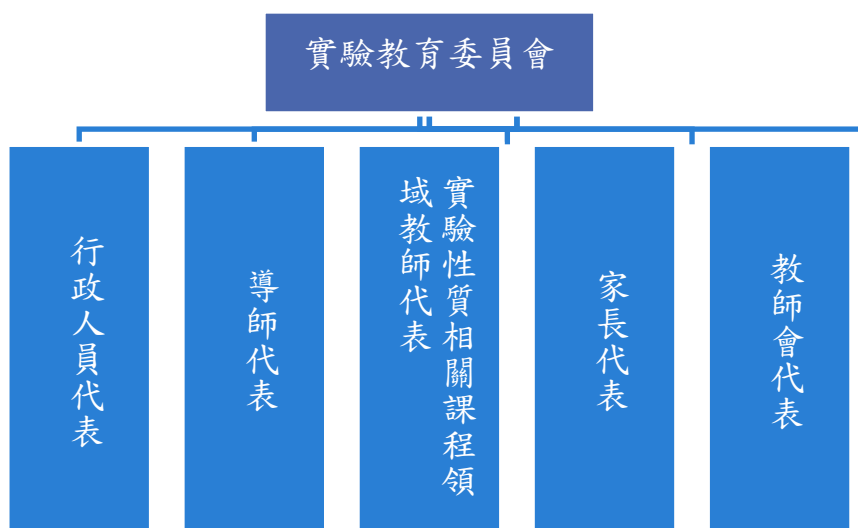 實驗教育委員會
行政人員代表
導師代表
實驗性質相關課程領
域教師代表
家長代表
教師會代表